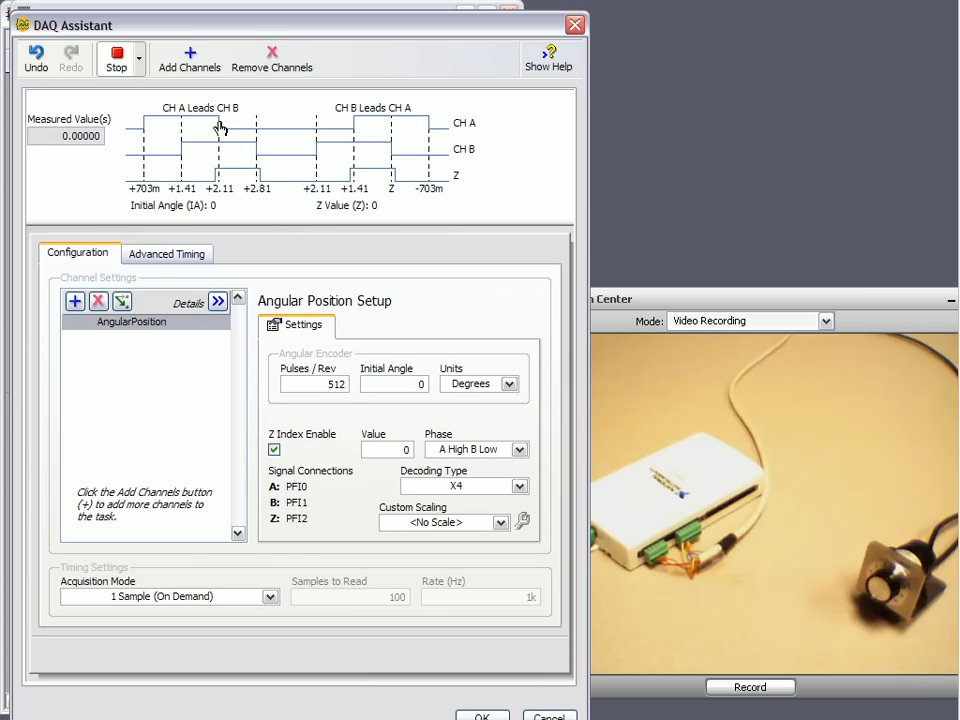 DAQ Assistant
Undo
Redo
Stop
Add Channels
Remove Channels
Show Help
Measured Value(s)
0.00000
CH A Leads CH B
CH B Leads CH A
CH A
CH B
Z
+703m +1.41 +2.11 +2.81 +2.11 +1.41 Z -703m
Initial Angle (IA): 0
Z Value (Z): 0
Configuration
Advanced Timing
Channel Settings
Details
AngularPosition
Click the Add Channels button
(+) to add more channels to
the task.
Angular Position Setup
Settings
Angular Encoder
Pulses / Rev
Initial Angle
Units
512
0
Degrees
Z Index Enable
Value
Phase
0
A High B Low
Signal Connections
Decoding Type
A: PFI0
X4
B: PFI1
Z: PFI2
Custom Scaling
<No Scale>
Timing Settings
Acquisition Mode
Samples to Read
Rate (Hz)
1 Sample (On Demand)
100
1k
OK
Cancel
Center
Mode:
Video Recording
Record